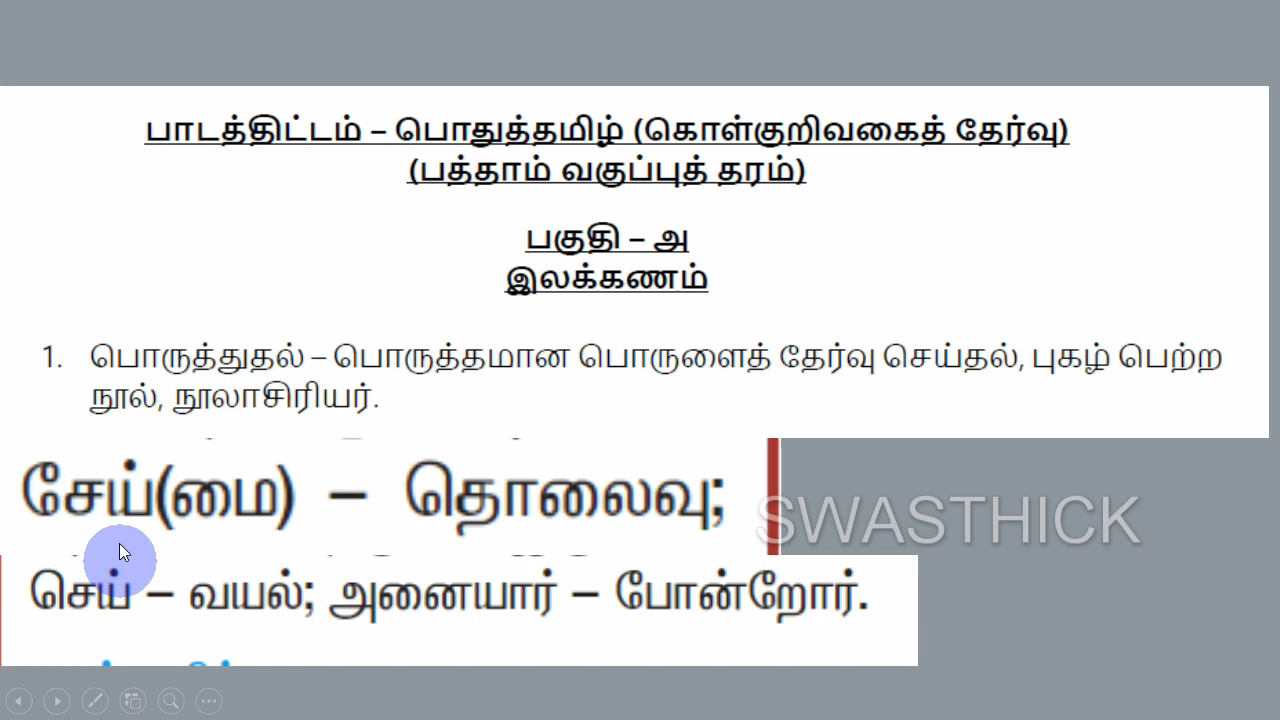 பாடத்திட்டம் – பொதுத்தமிழ் (கொள்குறிவகைத் தேர்வு)
(பத்தாம் வகுப்புத் தரம்)
பகுதி – அ
இலக்கணம்
1. பொருத்துதல் – பொருத்தமான பொருளைத் தேர்வு செய்தல், புகழ் பெற்ற
நூல், நூலாசிரியர்.
சேய்(மை) – தொலைவு;
SWASTHICK
செய் – வயல்; அனையார் – போன்றோர்.